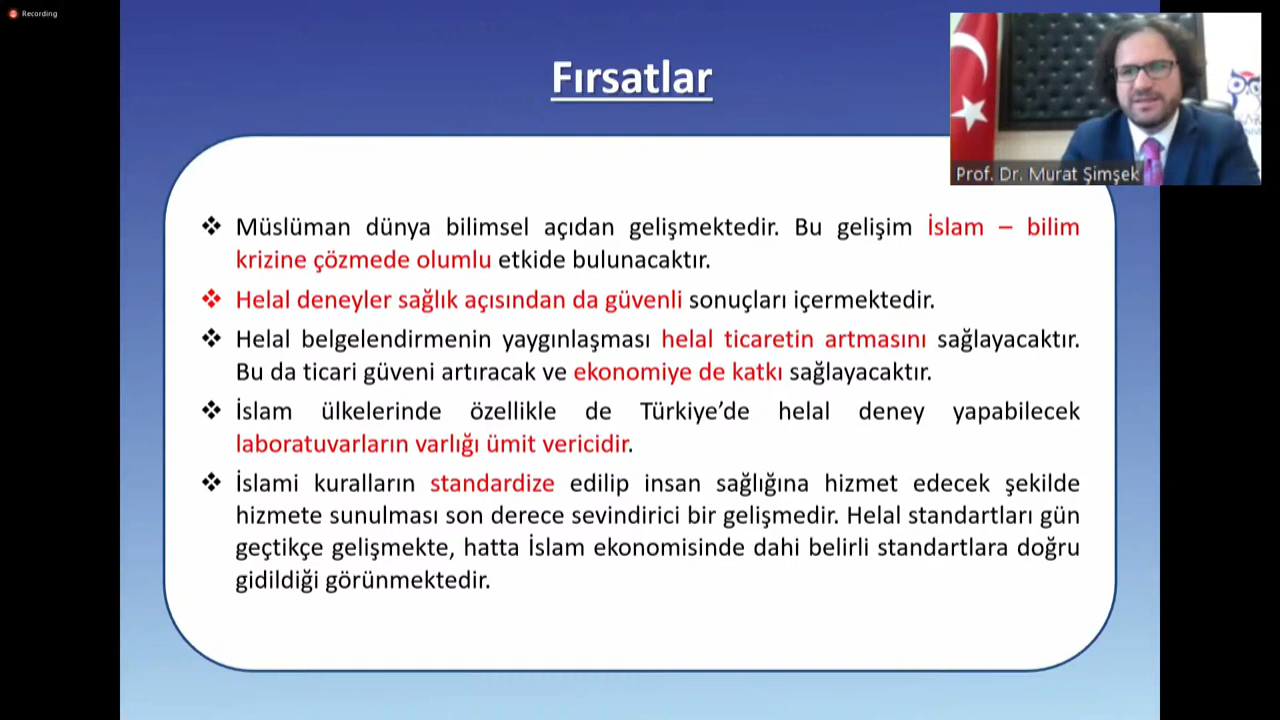 Recording
Fırsatlar
Prof. Dr. Murat Şimşek
❖ Müslüman dünya bilimsel açıdan gelişmektedir. Bu gelişim İslam – bilim
krizine çözmede olumlu etkide bulunacaktır.
❖ Helal deneyler sağlık açısından da güvenli sonuçları içermektedir.
❖ Helal belgelendirmenin yaygınlaşması helal ticaretin artmasını sağlayacaktır.
Bu da ticari güveni artıracak ve ekonomiye de katkı sağlayacaktır.
❖ İslam ülkelerinde özellikle de Türkiye’de helal deney yapabilecek
laboratuvarların varlığı ümit vericidir.
❖ İslami kuralların standardize edilip insan sağlığına hizmet edecek şekilde
hizmete sunulması son derece sevindirici bir gelişmedir. Helal standartları gün
geçtikçe gelişmekte, hatta İslam ekonomisinde dahi belirli standartlara doğru
gidildiği görünmektedir.